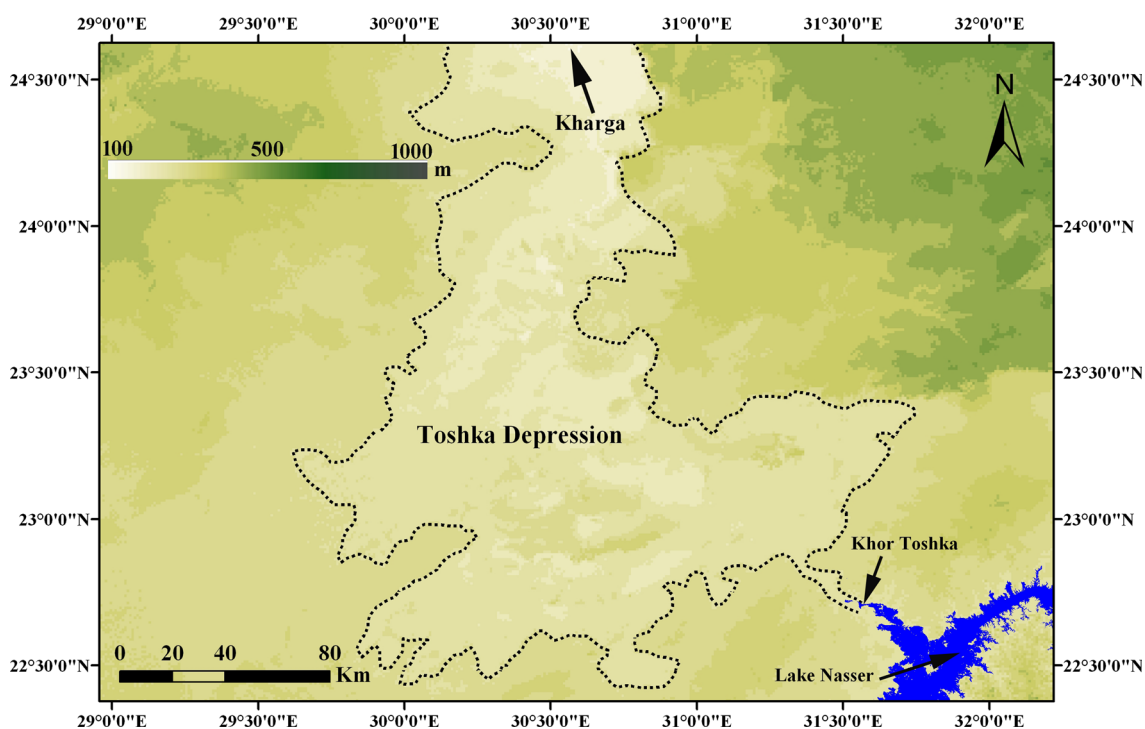 29°0'0"E 29°30'0"E 30°0'0"E 30°30'0"E 31°0'0"E 31°30'0"E 32°0'0"E
24°30'0"N 24°30'0"N
N
Kharga
100 500 1000 m
24°0'0"N 24°0'0"N
23°30'0"N 23°30'0"N
Toshka Depression
23°0'0"N 23°0'0"N
Khor Toshka
0 20 40 80 Km
22°30'0"N 22°30'0"N
Lake Nasser
29°0'0"E 29°30'0"E 30°0'0"E 30°30'0"E 31°0'0"E 31°30'0"E 32°0'0"E